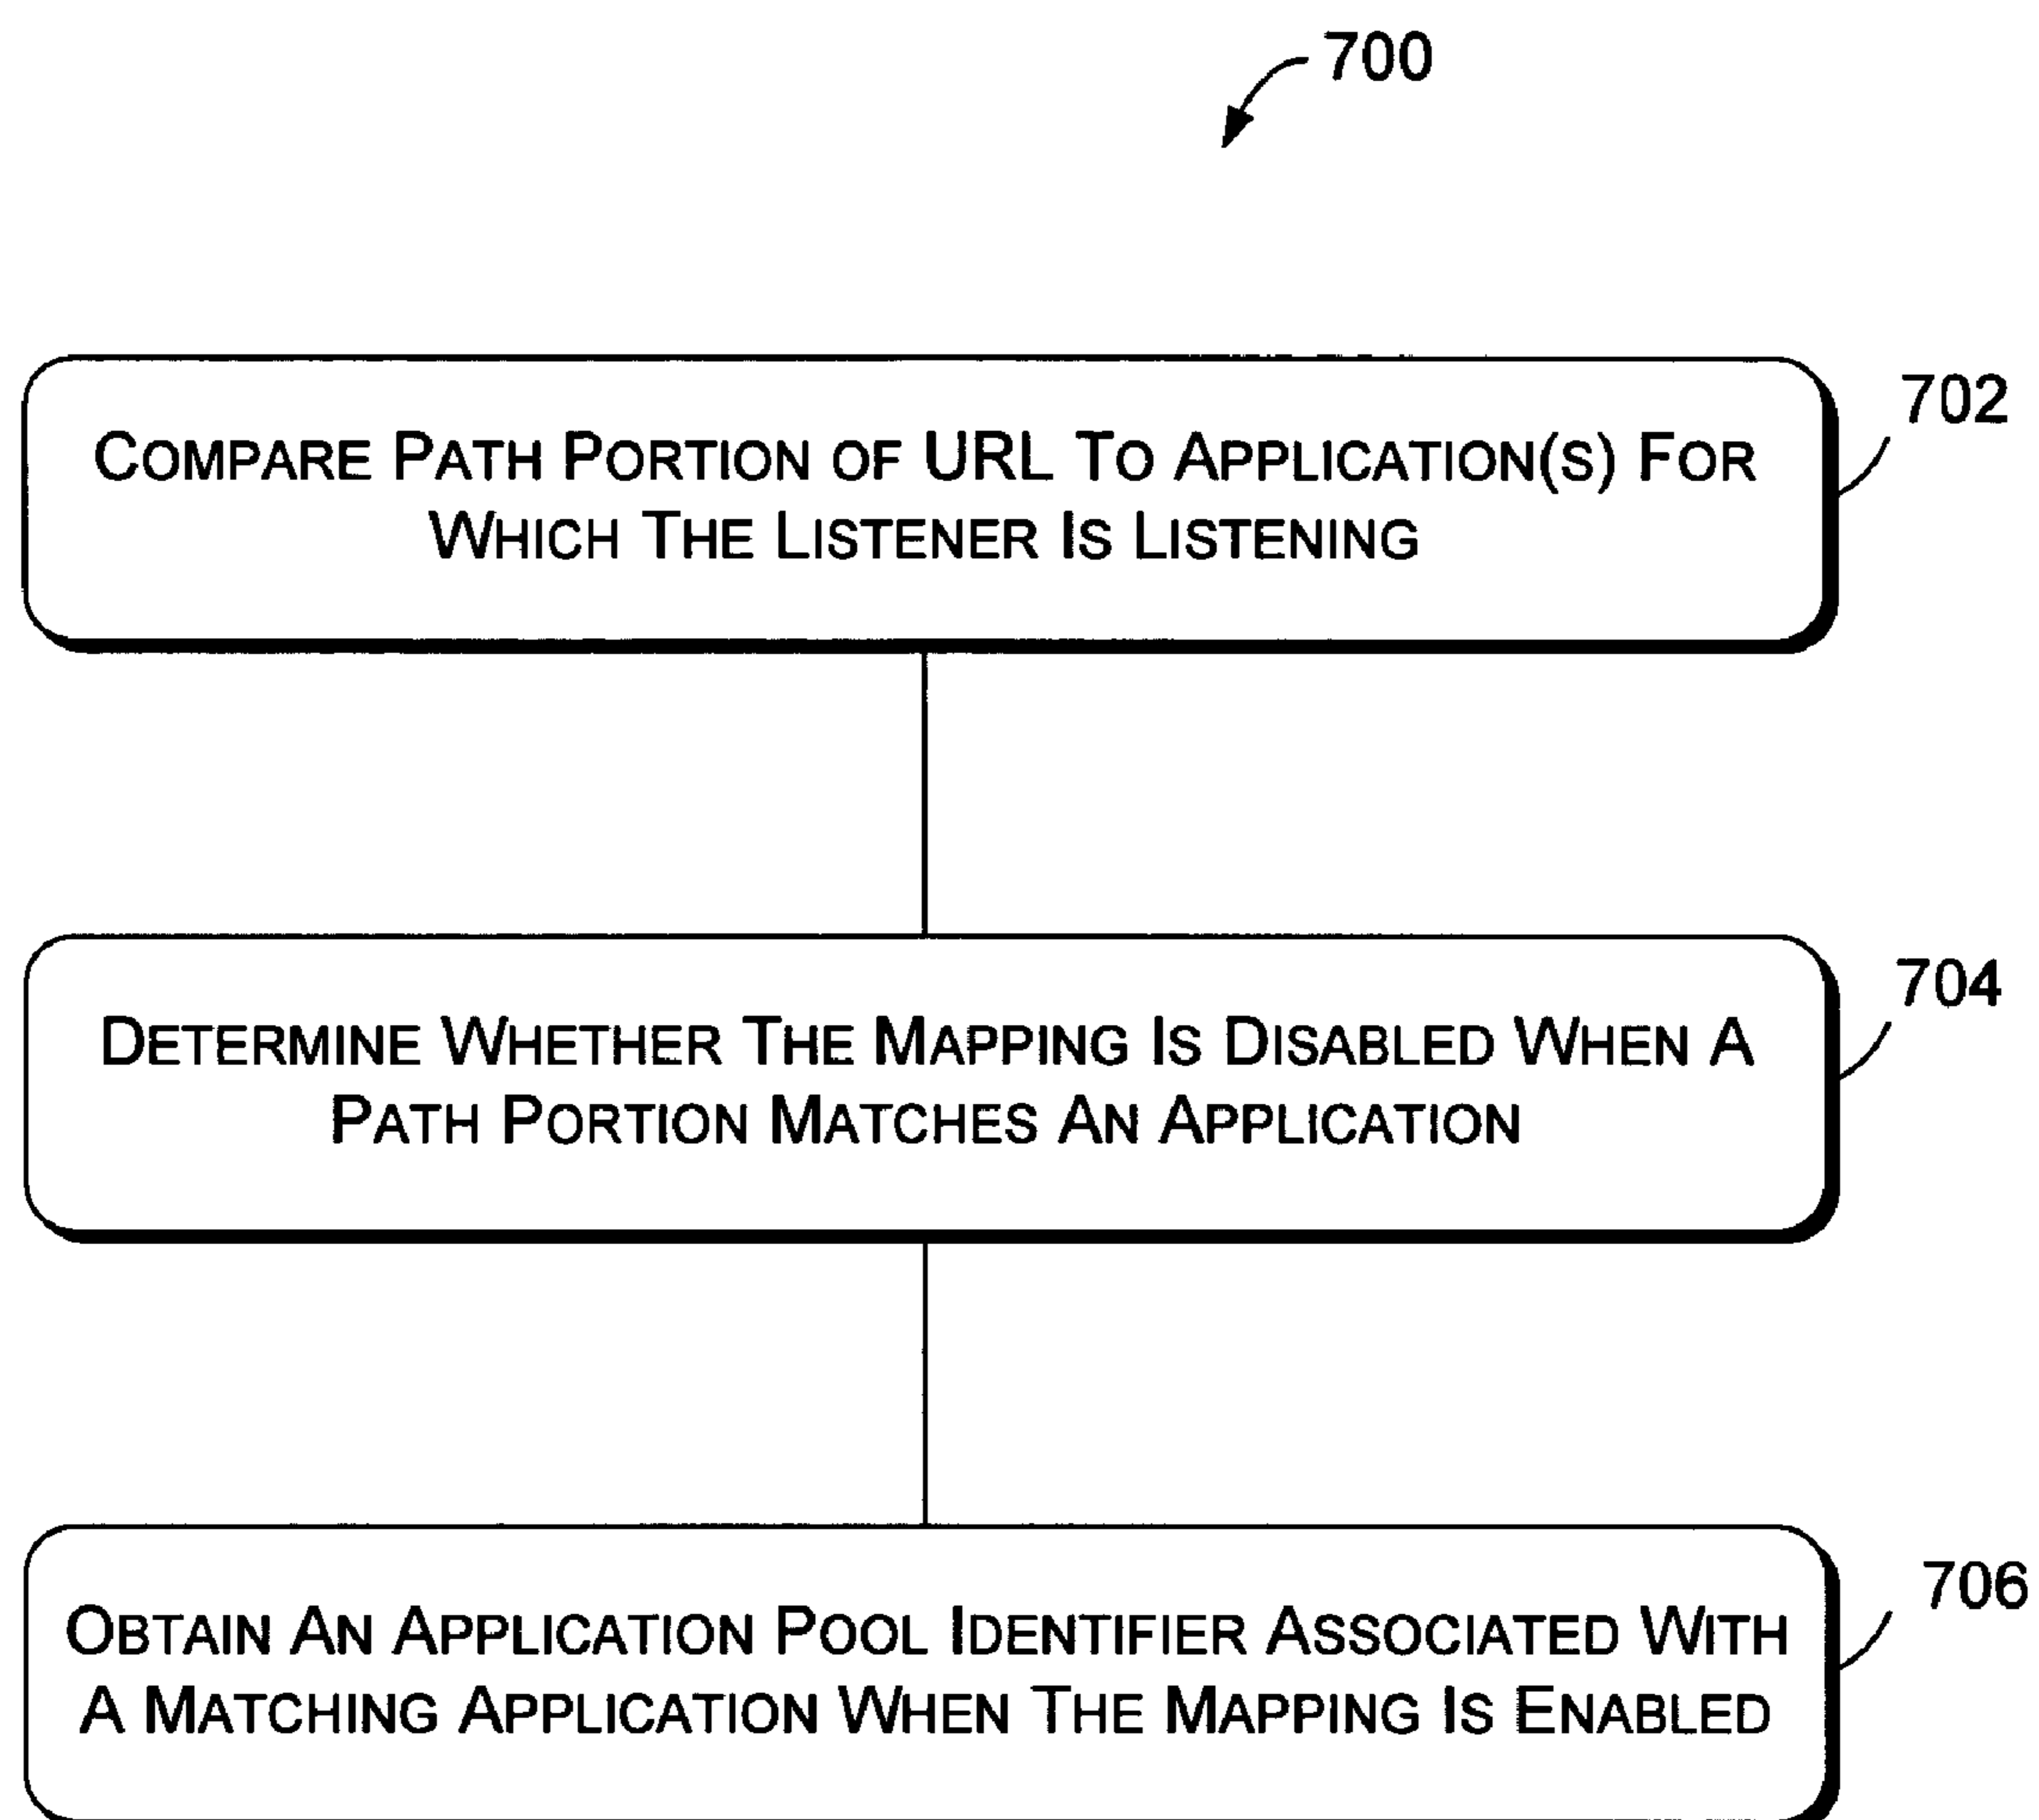 700
COMPARE PATH PORTION OF URL TO APPLICATION(S) FOR
WHICH THE LISTENER IS LISTENING
702
DETERMINE WHETHER THE MAPPING IS DISABLED WHEN A
PATH PORTION MATCHES AN APPLICATION
704
OBTAIN AN APPLICATION POOL IDENTIFIER ASSOCIATED WITH
A MATCHING APPLICATION WHEN THE MAPPING IS ENABLED
706